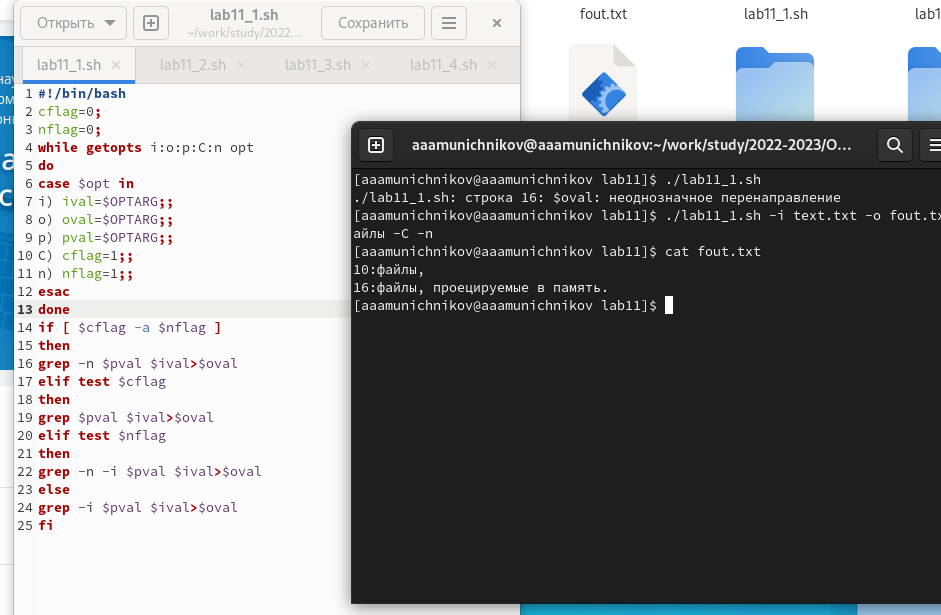 Открыть
lab11_1.sh
~/work/study/2022...
Сохранить
lab11_1.sh
lab11_2.sh
lab11_3.sh
lab11_4.sh
1 #!/bin/bash
2 cflag=0;
3 nflag=0;
4 while getopts i:o:p:C:n opt
5 do
6 case $opt in
7 i) ival=$OPTARG;;
8 o) oval=$OPTARG;;
9 p) pval=$OPTARG;;
10 C) cflag=1;;
11 n) nflag=1;;
12 esac
13 done
14 if [ $cflag -a $nflag ]
15 then
16 grep -n $pval $ival>$oval
17 elif test $cflag
18 then
19 grep $pval $ival>$oval
20 elif test $nflag
21 then
22 grep -n -i $pval $ival>$oval
23 else
24 grep -i $pval $ival>$oval
25 fi
fout.txt
lab11_1.sh
lab1
aaamunichnikov@aaamunichnikov:~/work/study/2022-2023/О...
[aaamunichnikov@aaamunichnikov lab11]$ ./lab11_1.sh
./lab11_1.sh: строка 16: $oval: неоднозначное перенаправление
[aaamunichnikov@aaamunichnikov lab11]$ ./lab11_1.sh -i text.txt -o fout.tx
айлы -C -n
[aaamunichnikov@aaamunichnikov lab11]$ cat fout.txt
10:файлы,
16:файлы, проецируемые в память.
[aaamunichnikov@aaamunichnikov lab11]$